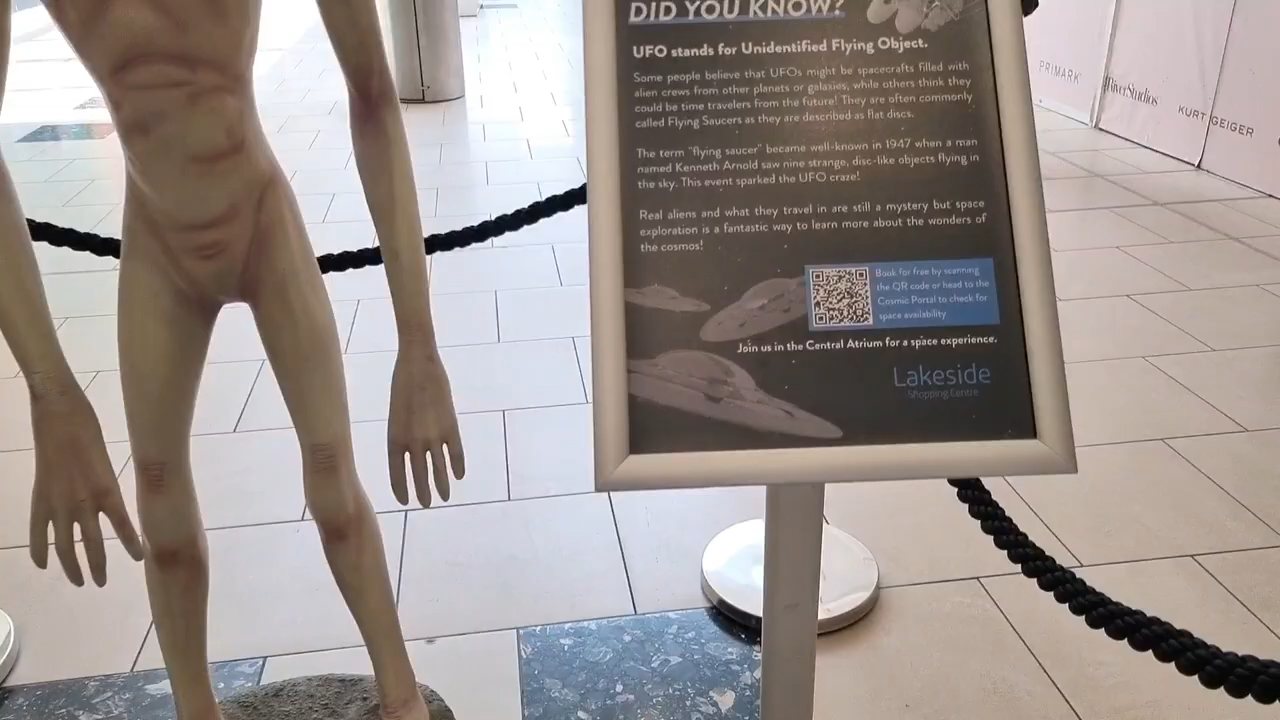 DID YOU KNOW?
UFO stands for Unidentified Flying Object.
Some people believe that UFOs might be spacecrafts filled with
alien crews from other planets or galaxies, while others think they
could be time travelers from the future! They are often commonly
called Flying Saucers as they are described as flat discs.
The term "flying saucer" became well-known in 1947 when a man
named Kenneth Arnold saw nine strange, disc-like objects flying in
the sky. This event sparked the UFO craze!
Real aliens and what they travel in are still a mystery but space
exploration is a fantastic way to learn more about the wonders of
the cosmos!
Book for free by scanning
the QR code or head to the
Cosmic Portal to check for
space availability
Join us in the Central Atrium for a space experience.
Lakeside
Shopping Centre
PRIMARK
#RiverStudios
KURT GEIGER